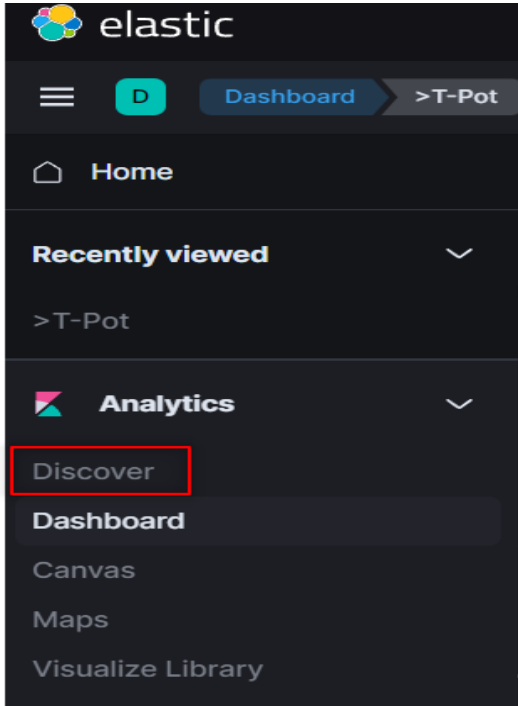 elastic
D Dashboard >T-Pot
Home
Recently viewed
>T-Pot
Analytics
Discover
Dashboard
Canvas
Maps
Visualize Library